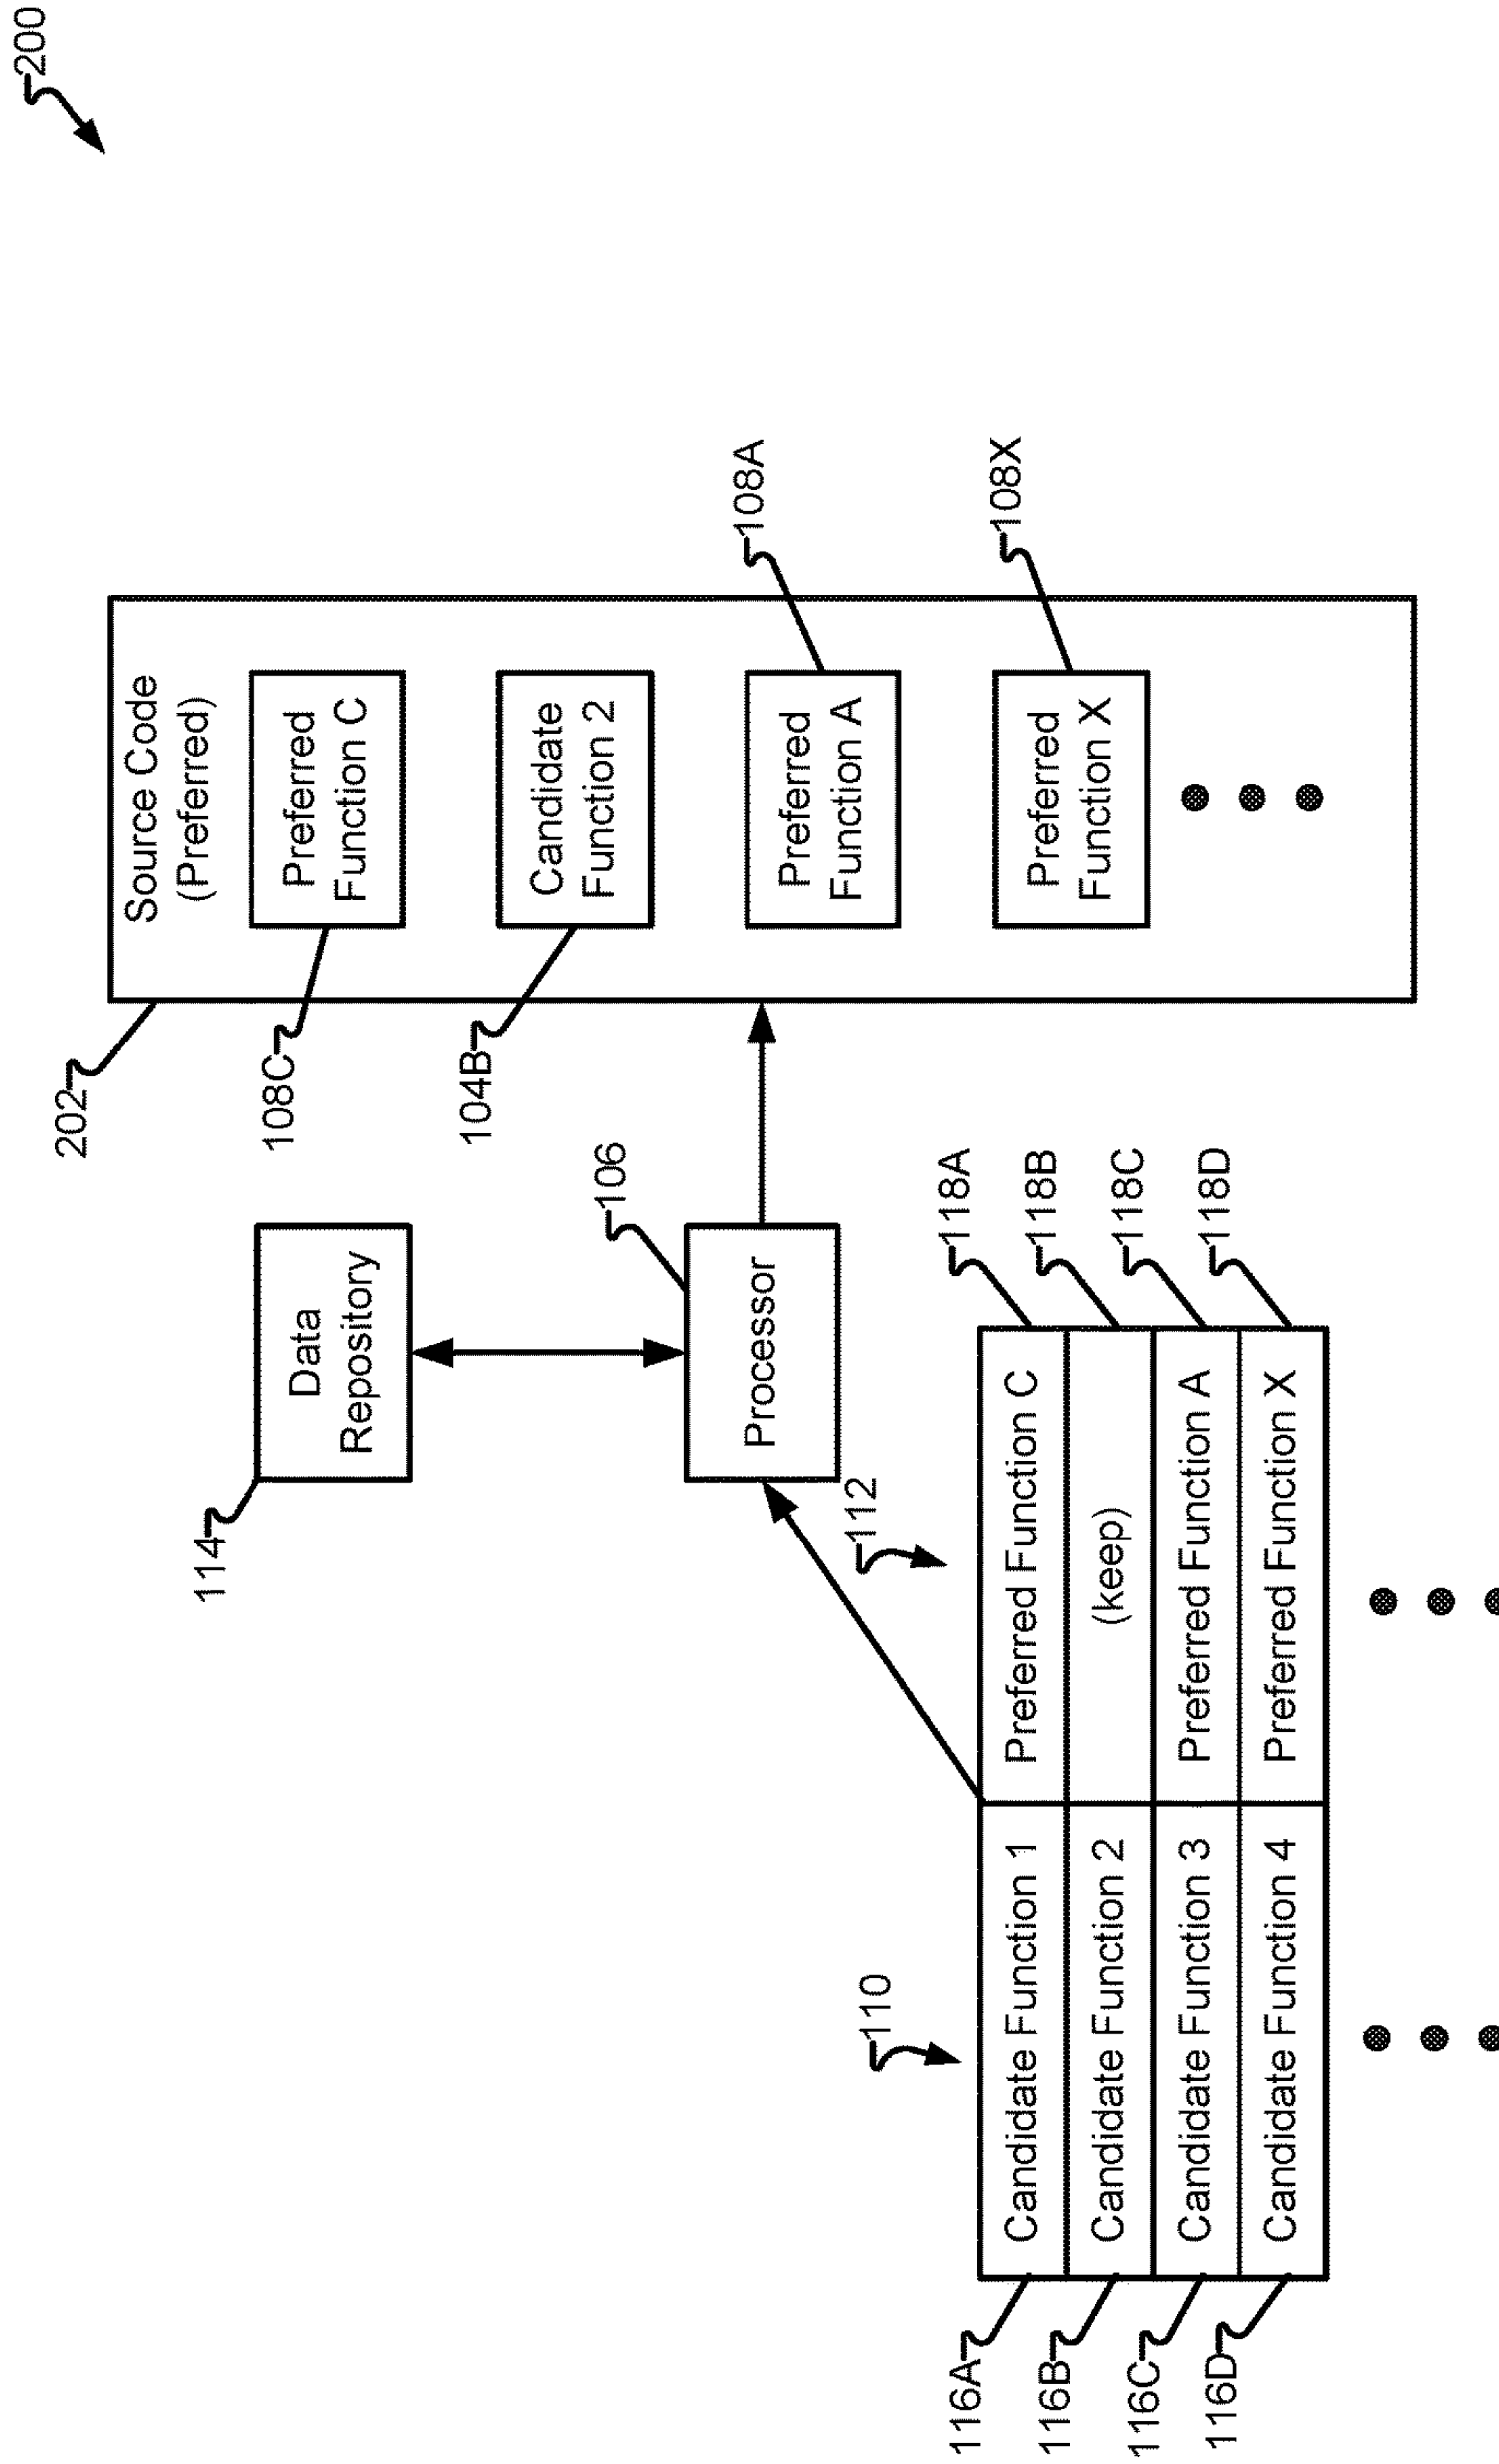 200
202
Source Code
(Preferred)
108C
Preferred
Function C
104B
Candidate
Function 2
108A
Preferred
Function A
108X
Preferred
Function X
114
Data
Repository
106
Processor
110
112
116A
Candidate Function 1
Preferred Function C
118A
116B
Candidate Function 2
(keep)
118B
116C
Candidate Function 3
Preferred Function A
118C
116D
Candidate Function 4
Preferred Function X
118D